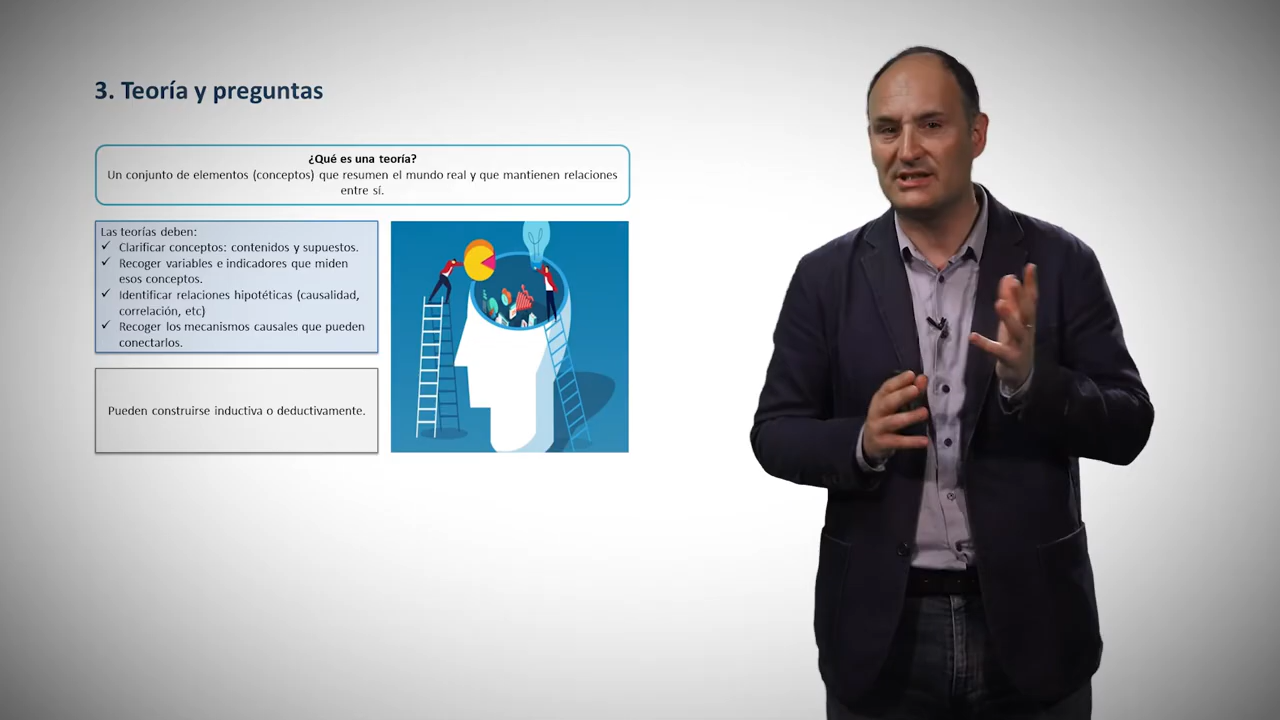 3. Teoría y preguntas
¿Qué es una teoría?
Un conjunto de elementos (conceptos) que resumen el mundo real y que mantienen relaciones
entre sí.
Las teorías deben:
✓ Clarificar conceptos: contenidos y supuestos.
✓ Recoger variables e indicadores que miden
esos conceptos.
✓ Identificar relaciones hipotéticas (causalidad,
correlación, etc)
✓ Recoger los mecanismos causales que pueden
conectarlos.
Pueden construirse inductiva o deductivamente.